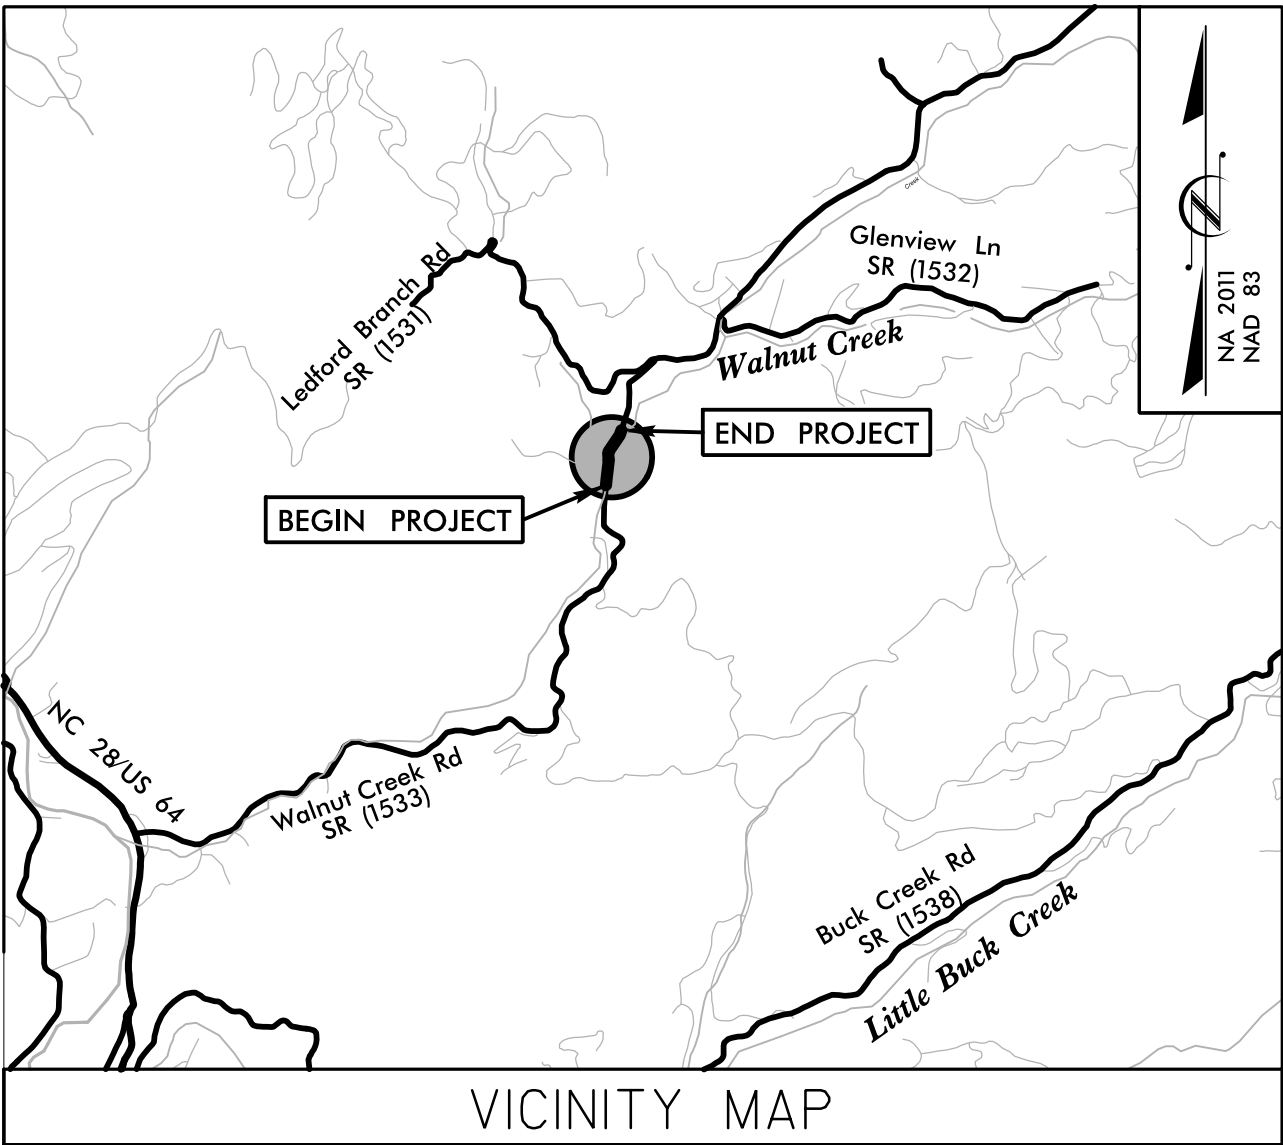 Creek
Glenview Ln
SR (1532)
NA 2011
NAD 83
Ledford Branch Rd
SR (1531)
Walnut Creek
END PROJECT
BEGIN PROJECT
NC 28/US 64
Walnut Creek Rd
SR (1533)
Buck Creek Rd
SR (1538)
Little Buck Creek
VICINITY MAP